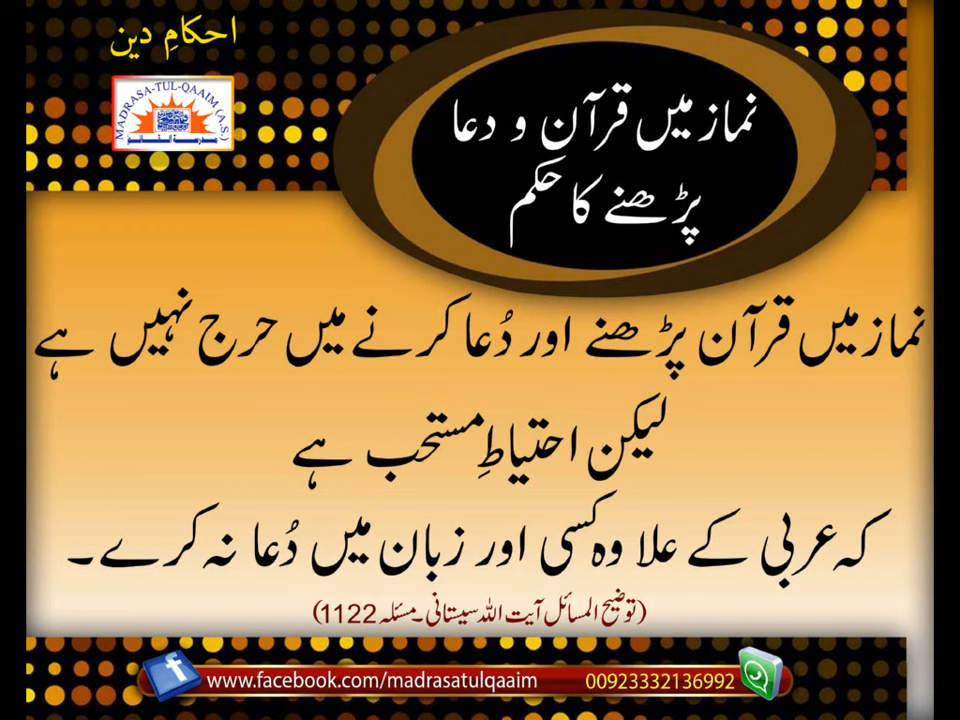 احکامِ دین
MADRASA-TUL-QAAIM (A.S)
مدرسۃ القائم
نماز میں قرآن و دعا
پڑھنے کا حکم
نماز میں قرآن پڑھنے اور دُعا کرنے میں حرج نہیں ہے
لیکن احتیاطِ مستحب ہے
کہ عربی کے علاوہ کسی اور زبان میں دُعا نہ کرے۔
(توضیح المسائل آیت اللہ سیستانی۔ مسئلہ 1122)
www.facebook.com/madrasatulqaaim 00923332136992